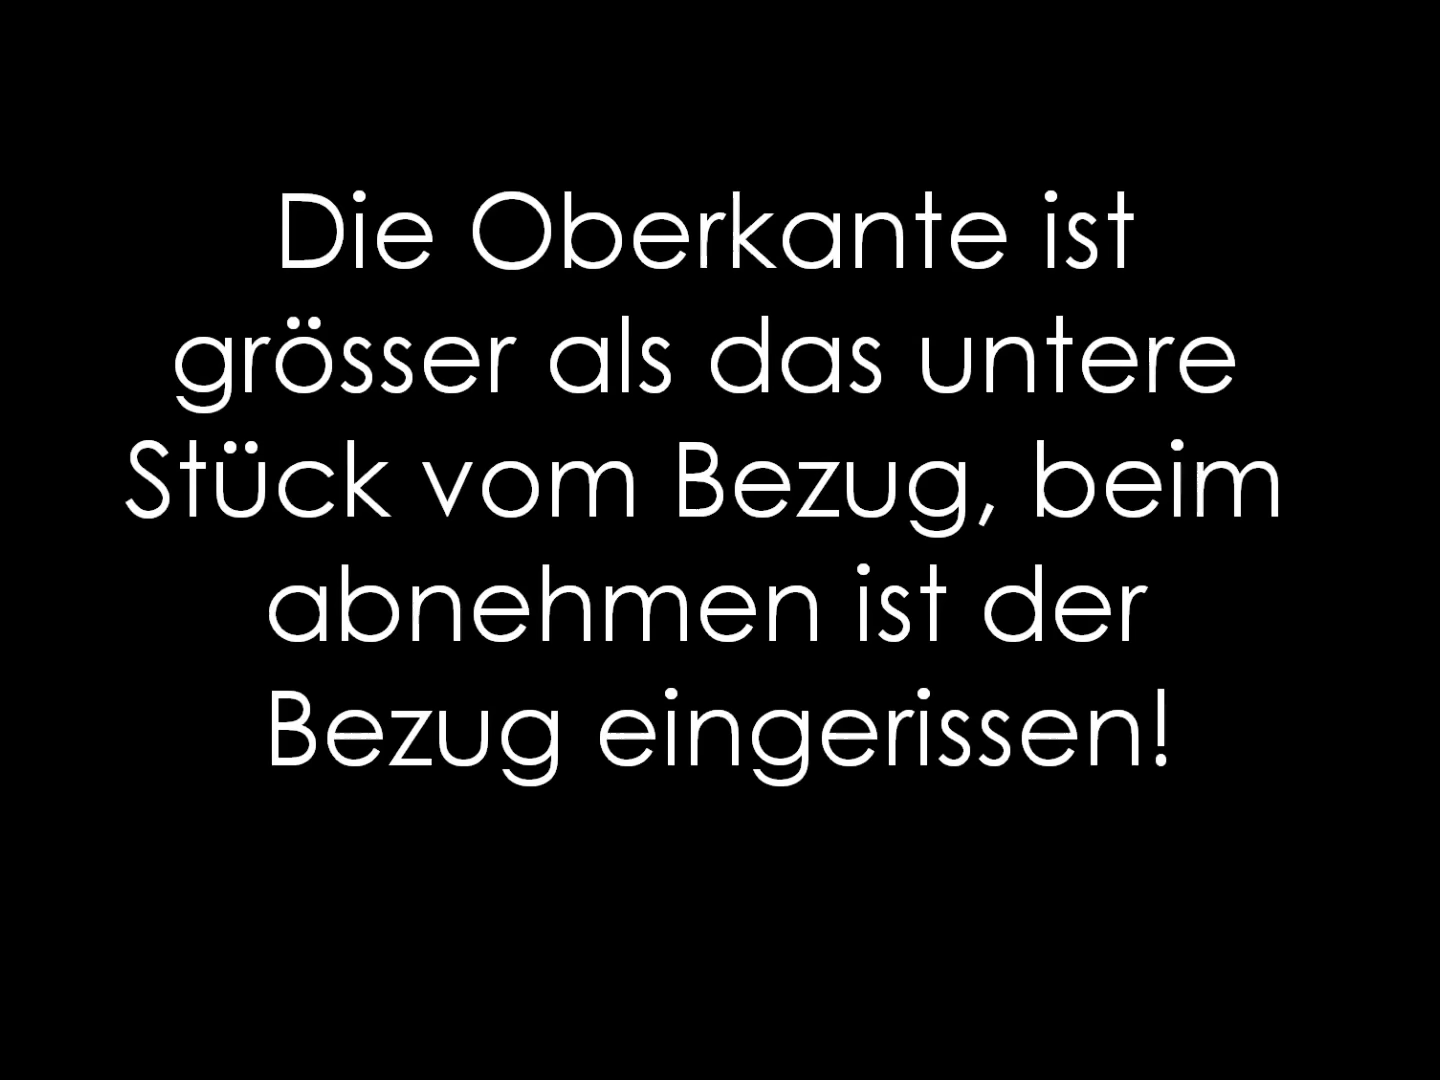 Die Oberkante ist
grösser als das untere
Stück vom Bezug, beim
abnehmen ist der
Bezug eingerissen!